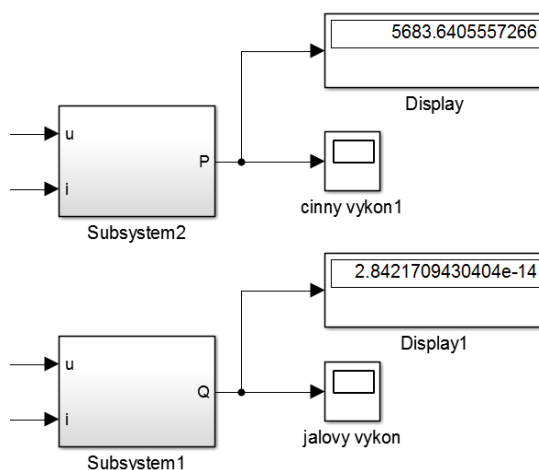 5683.6405557266
Display
u
P
i
cinny vykon1
Subsystem2
2.8421709430404e-14
Display1
u
Q
i
jalovy vykon
Subsystem1